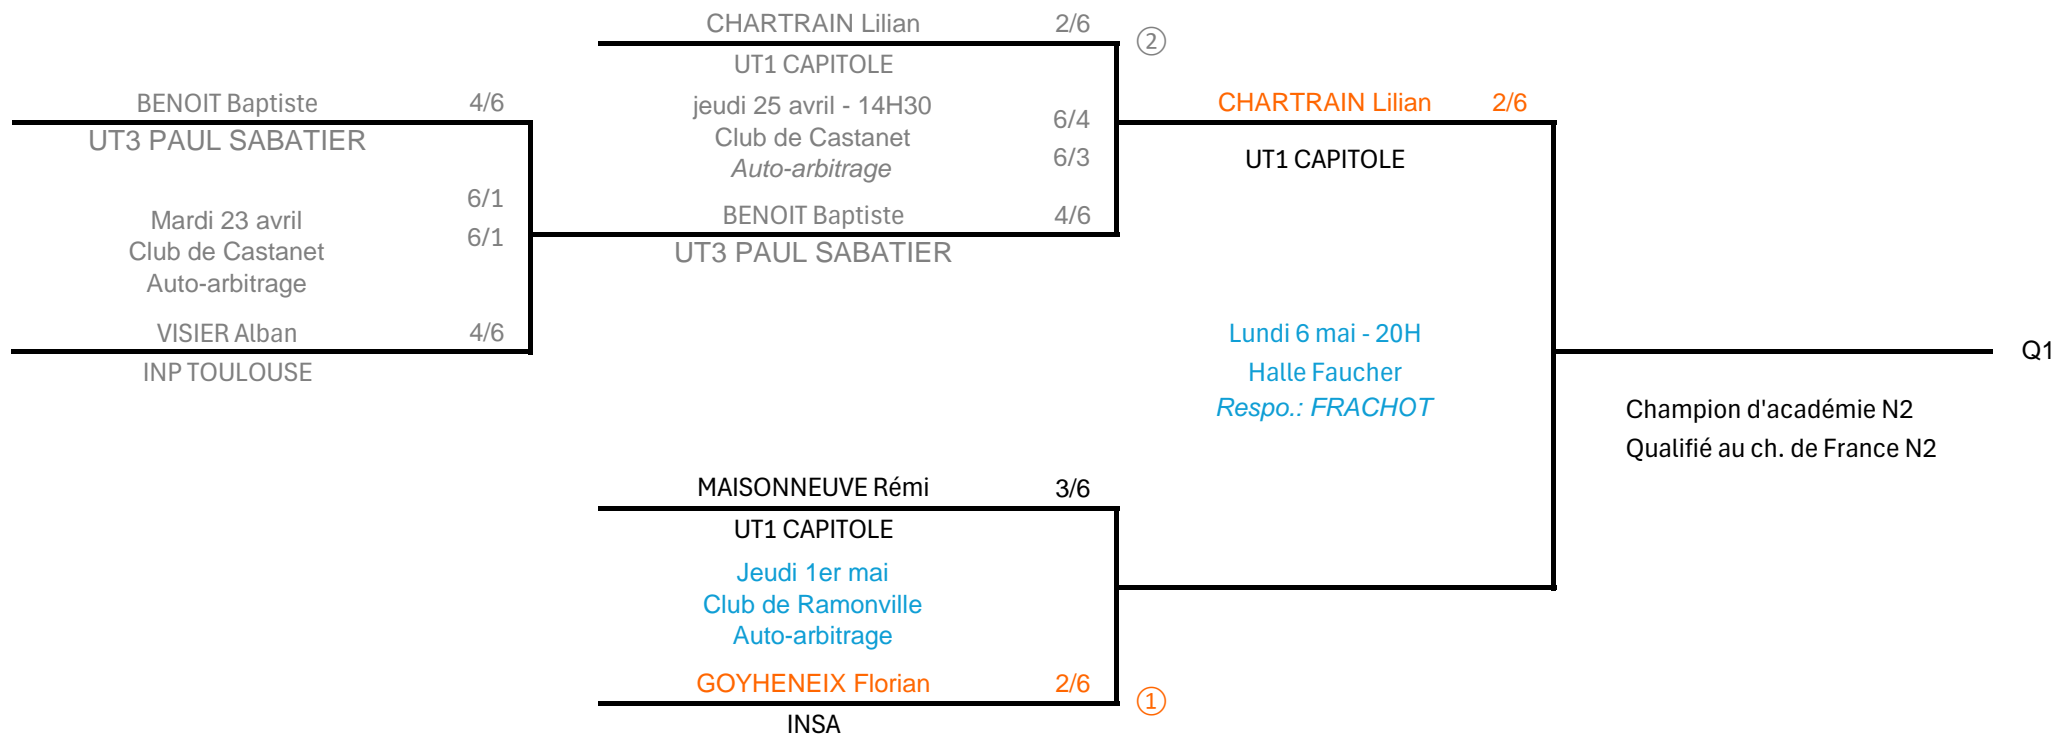 CHARTRAIN Lilian 2/6
②
UT1 CAPITOLE
BENOIT Baptiste 4/6
UT3 PAUL SABATIER
jeudi 25 avril - 14H30
Club de Castanet
Auto-arbitrage
6/4
6/3
CHARTRAIN Lilian 2/6
UT1 CAPITOLE
6/1
6/1
Mardi 23 avril
Club de Castanet
Auto-arbitrage
BENOIT Baptiste 4/6
UT3 PAUL SABATIER
VISIER Alban 4/6
INP TOULOUSE
Lundi 6 mai - 20H
Halle Faucher
Respo.: FRACHOT
Q1
Champion d'académie N2
Qualifié au ch. de France N2
MAISONNEUVE Rémi 3/6
UT1 CAPITOLE
Jeudi 1er mai
Club de Ramonville
Auto-arbitrage
GOYHENEIX Florian 2/6
①
INSA